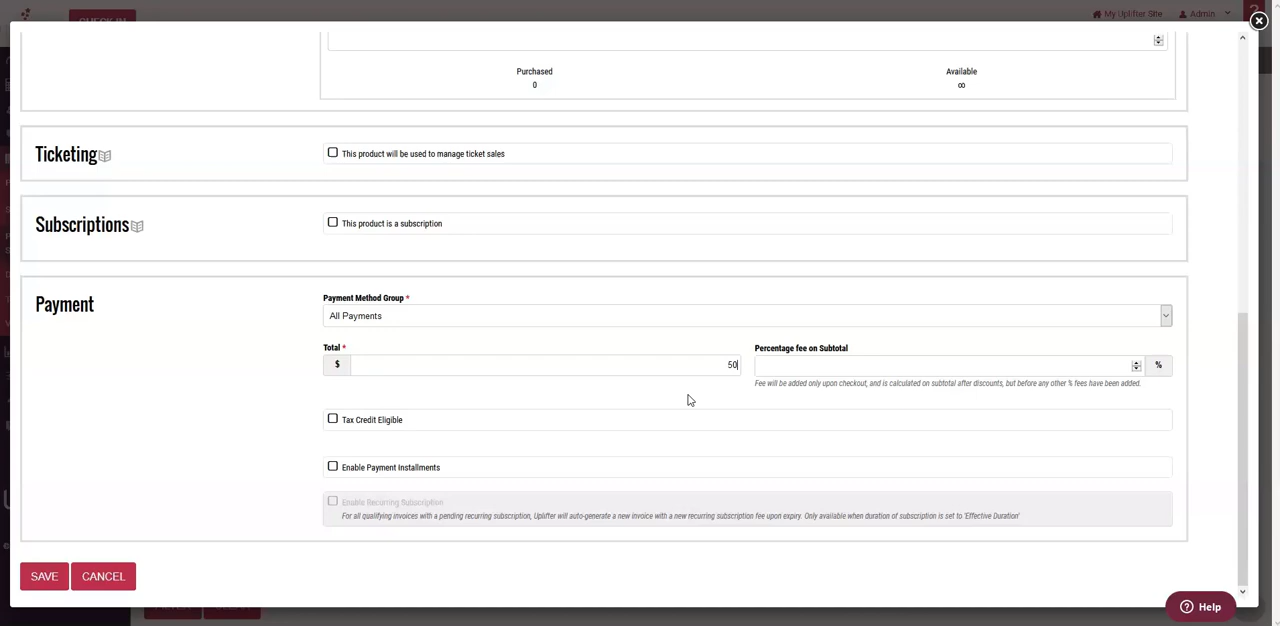 CHECK IN
My Uplifter Site
Admin
?
Purchased
0
Available
∞
Ticketing
This product will be used to manage ticket sales
Subscriptions
This product is a subscription
Payment
Payment Method Group *
All Payments
Total *
$
50
Percentage fee on Subtotal
%
Fee will be added only upon checkout, and is calculated on subtotal after discounts, but before any other % fees have been added.
Tax Credit Eligible
Enable Payment Installments
Enable Recurring Subscription
For all qualifying invoices with a pending recurring subscription, Uplifter will auto-generate a new invoice with a new recurring subscription fee upon expiry. Only available when duration of subscription is set to 'Effective Duration'
SAVE
CANCEL
Help